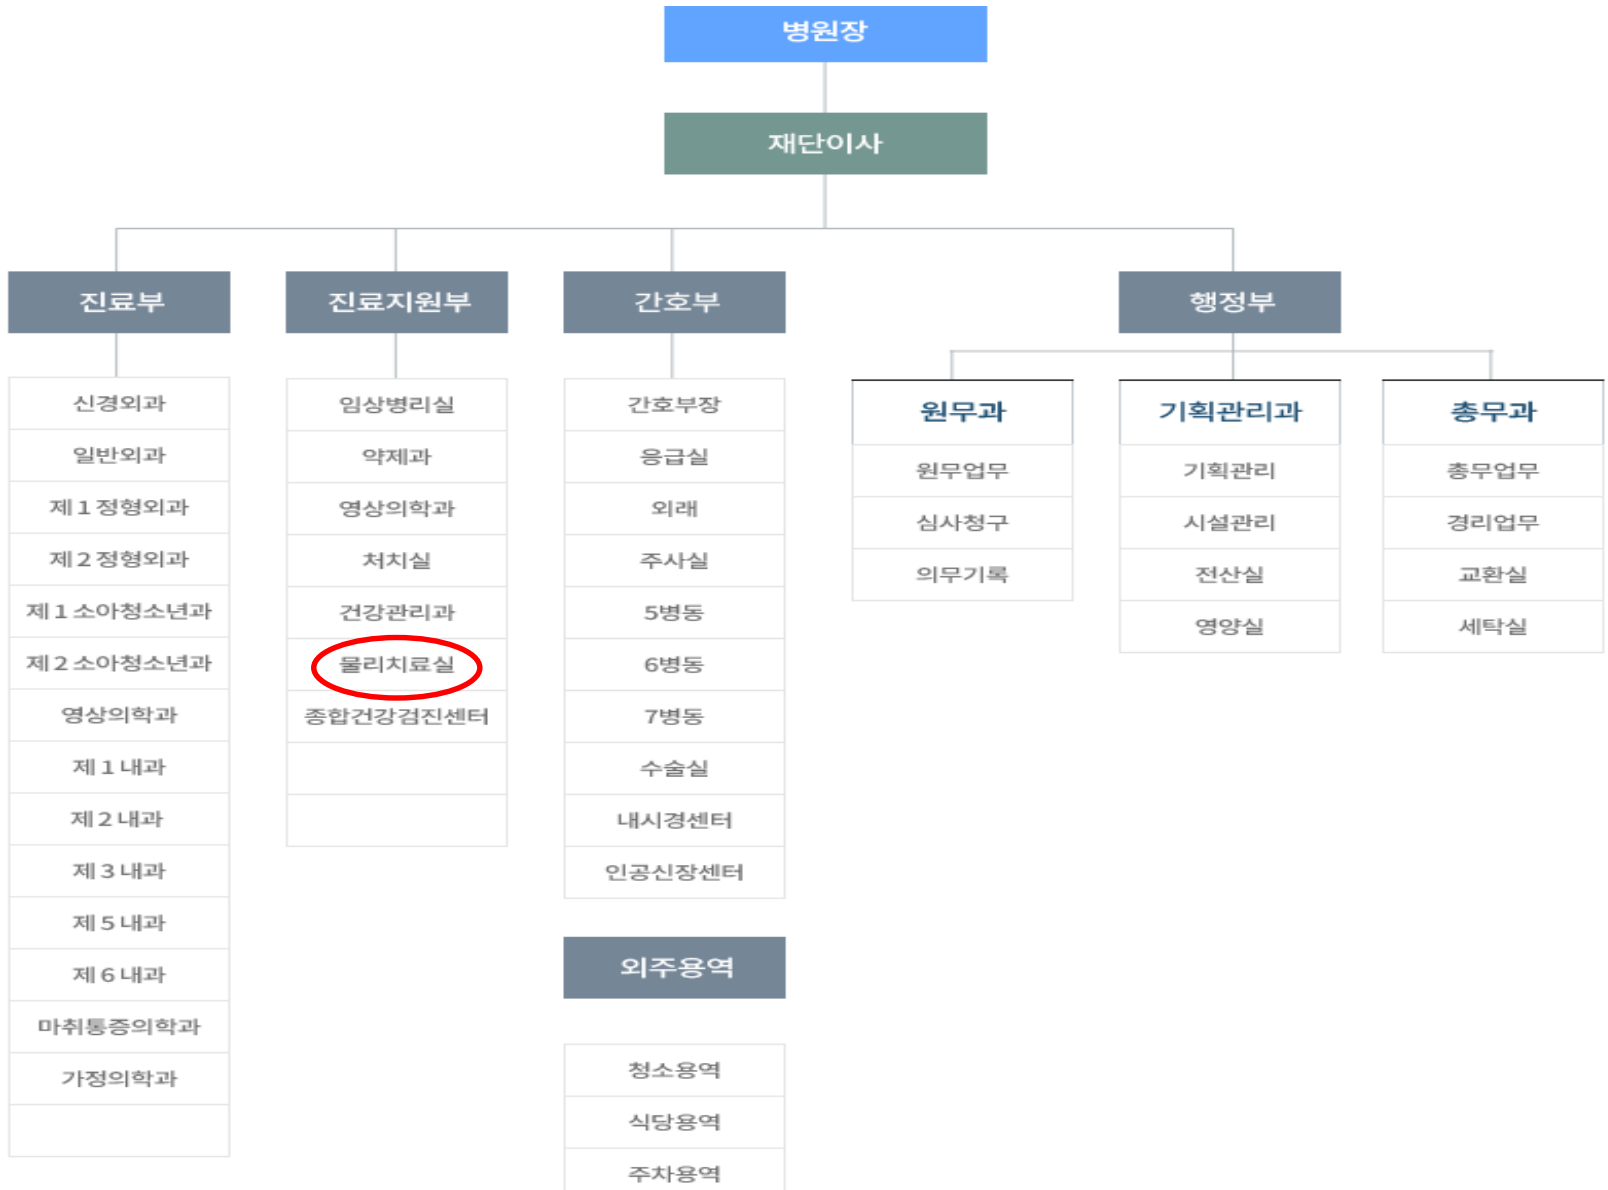 병원장
재단이사
진료부
신경외과
일반외과
제 1 정형외과
제 2 정형외과
제 1 소아청소년과
제 2 소아청소년과
영상의학과
제 1 내과
제 2 내과
제 3 내과
제 5 내과
제 6 내과
마취통증의학과
가정의학과
진료지원부
임상병리실
약제과
영상의학과
처치실
건강관리과
물리치료실
종합건강검진센터
간호부
간호부장
응급실
외래
주사실
5병동
6병동
7병동
수술실
내시경센터
인공신장센터
외주용역
청소용역
식당용역
주차용역
행정부
원무과
원무업무
심사청구
의무기록
기획관리과
기획관리
시설관리
전산실
영양실
총무과
총무업무
경리업무
교환실
세탁실